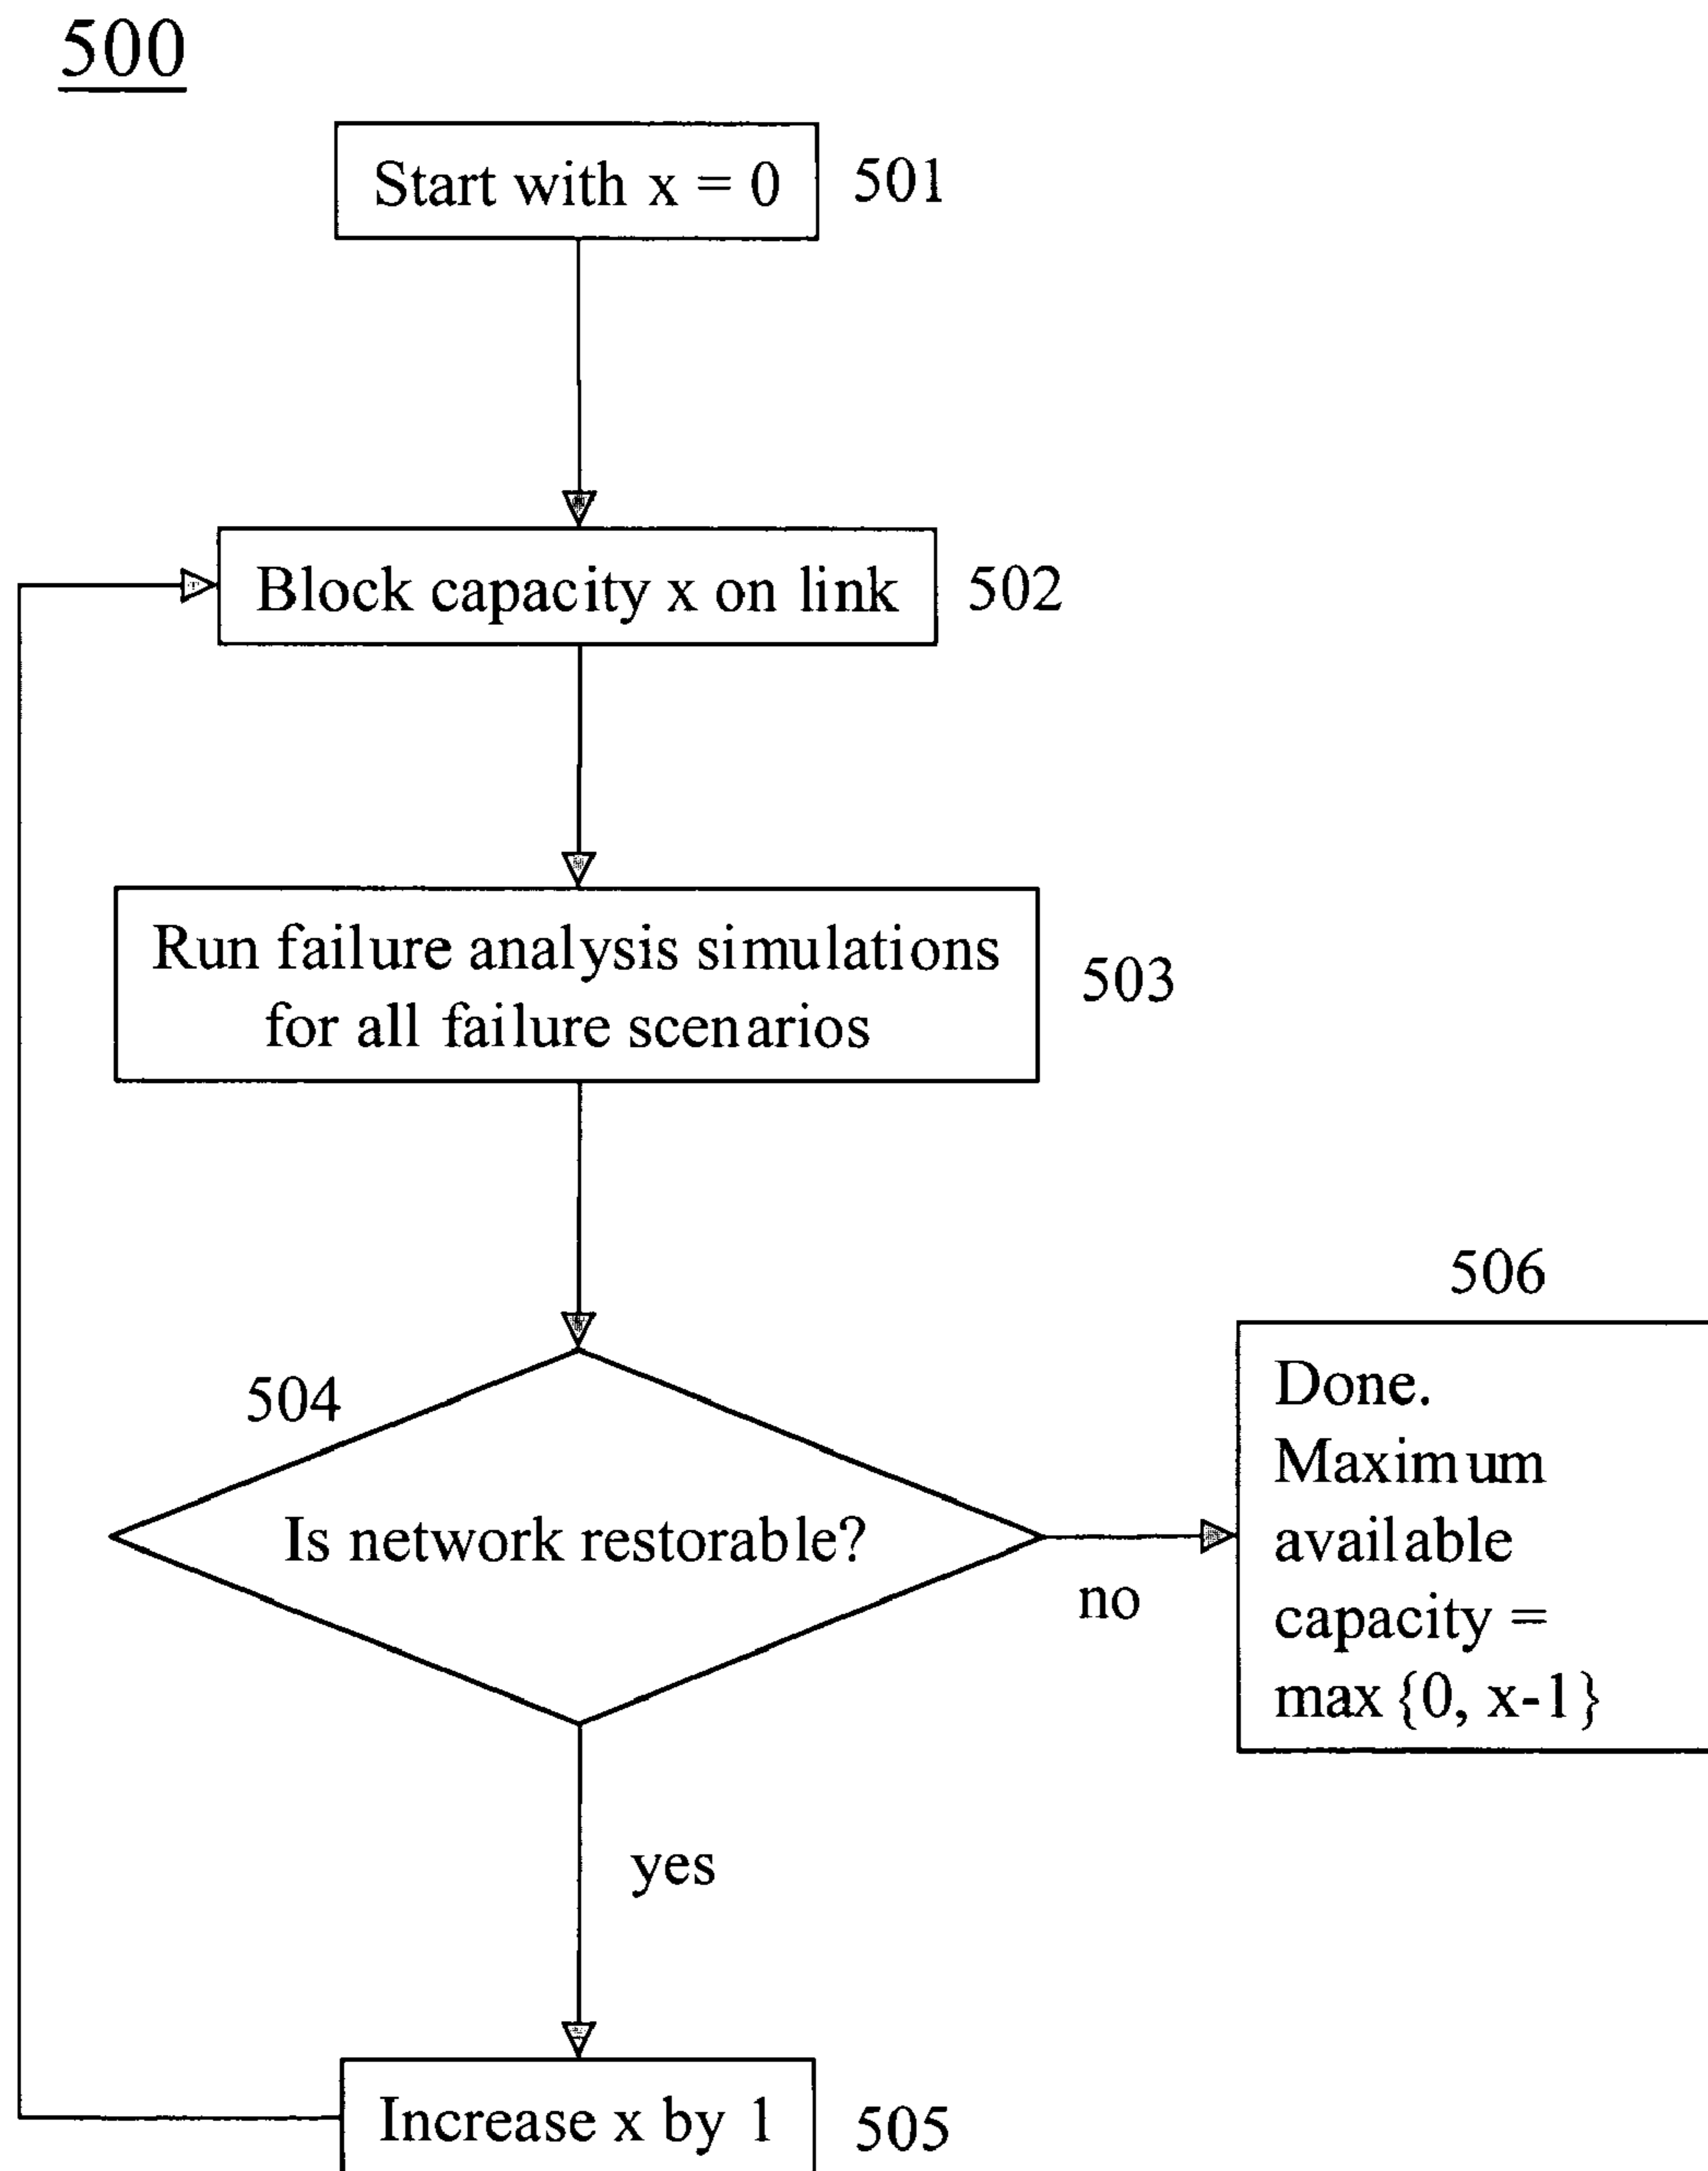 500
Start with x = 0
501
Block capacity x on link
502
Run failure analysis simulations
for all failure scenarios
503
504
Is network restorable?
no
506
Done.
Maximum
available
capacity =
max {0, x-1}
yes
Increase x by 1
505